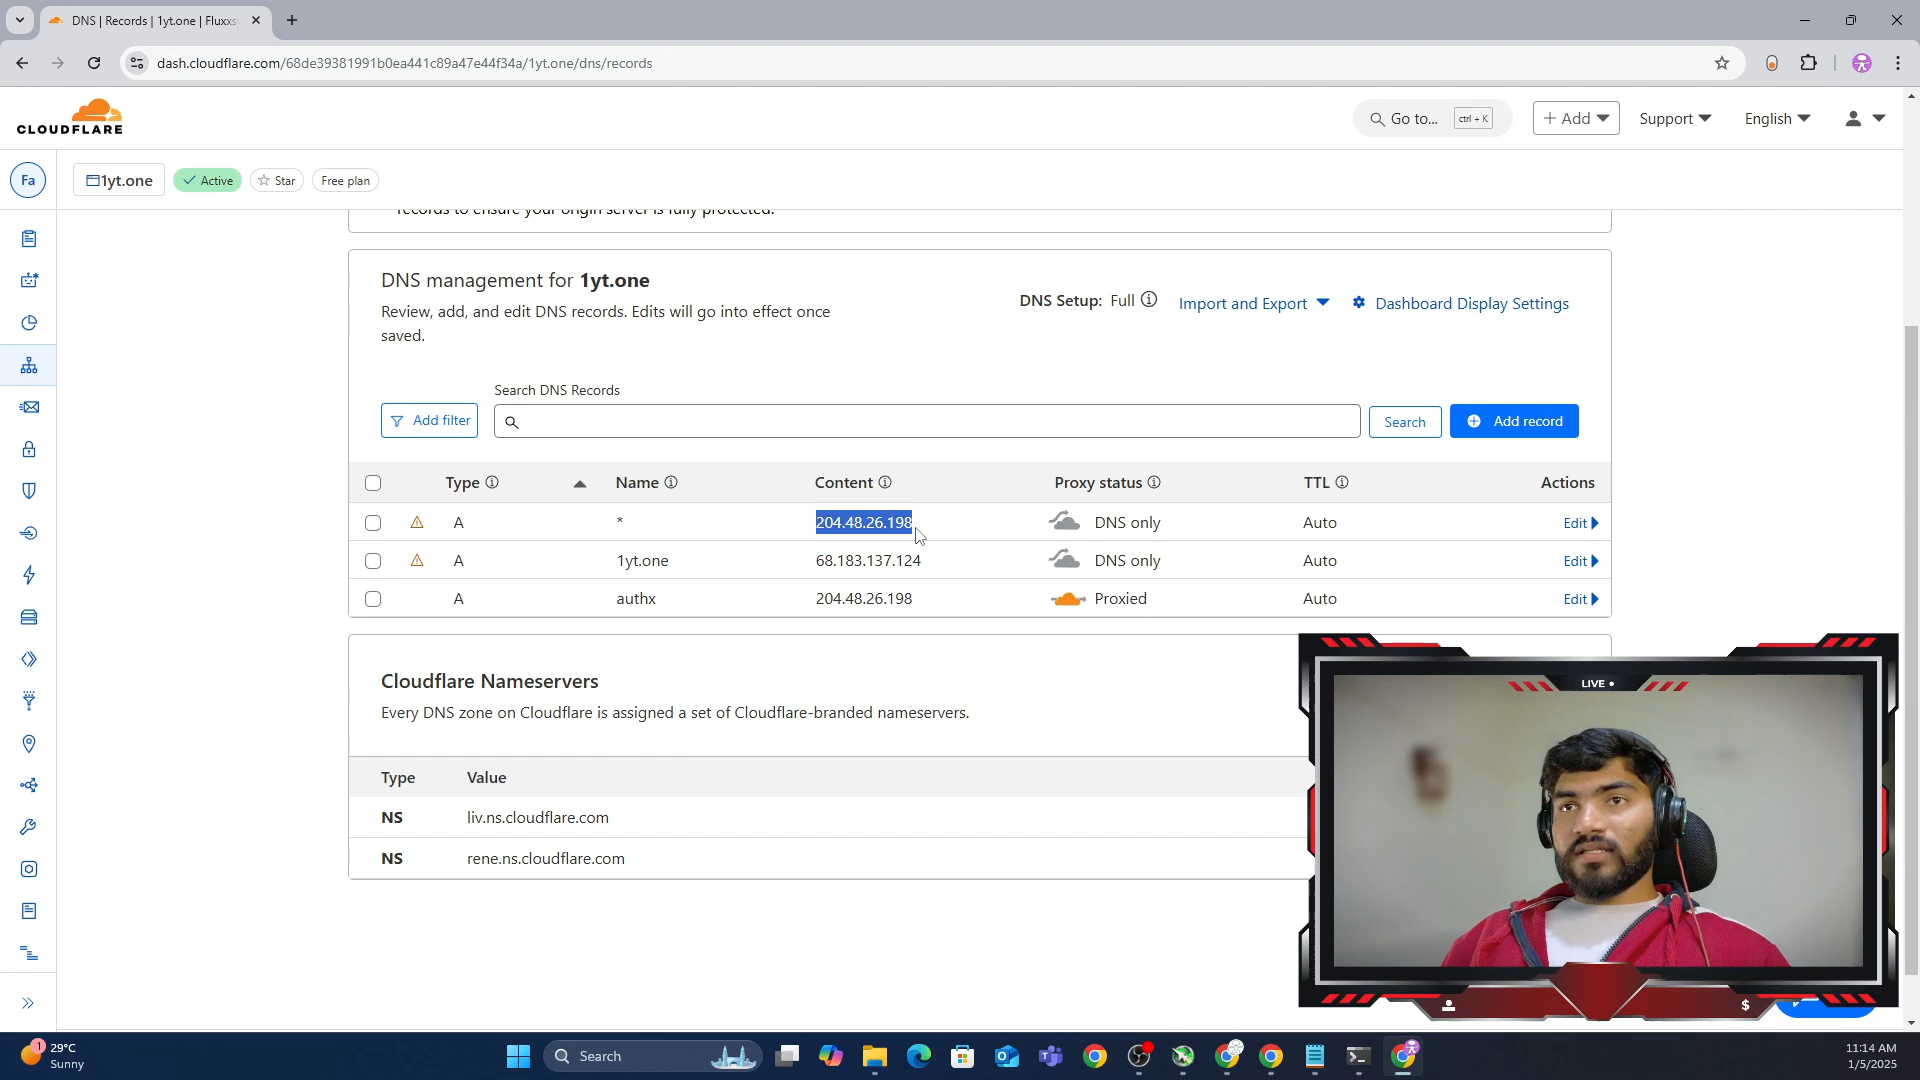 DNS | Records | 1yt.one | Fluxxs
dash.cloudflare.com/68de39381991b0ea441c89a47e44f34a/1yt.one/dns/records
CLOUDFLARE
Go to... ctrl + K
Add
Support
English
Fa
1yt.one
Active
Star
Free plan
records to ensure your origin server is fully protected.
DNS management for 1yt.one
Review, add, and edit DNS records. Edits will go into effect once
saved.
DNS Setup: Full
Import and Export
Dashboard Display Settings
Search DNS Records
Add filter
Search
Add record
Type Name Content Proxy status TTL Actions
A * 204.48.26.198 DNS only Auto Edit
A 1yt.one 68.183.137.124 DNS only Auto Edit
A authx 204.48.26.198 Proxied Auto Edit
Cloudflare Nameservers
Every DNS zone on Cloudflare is assigned a set of Cloudflare-branded nameservers.
Type Value
NS liv.ns.cloudflare.com
NS rene.ns.cloudflare.com
LIVE
$
1
29°C
Sunny
Search
11:14 AM
1/5/2025